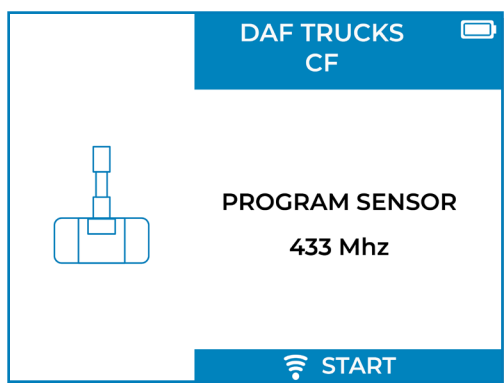 DAF TRUCKS
CF
PROGRAM SENSOR
433 Mhz
START